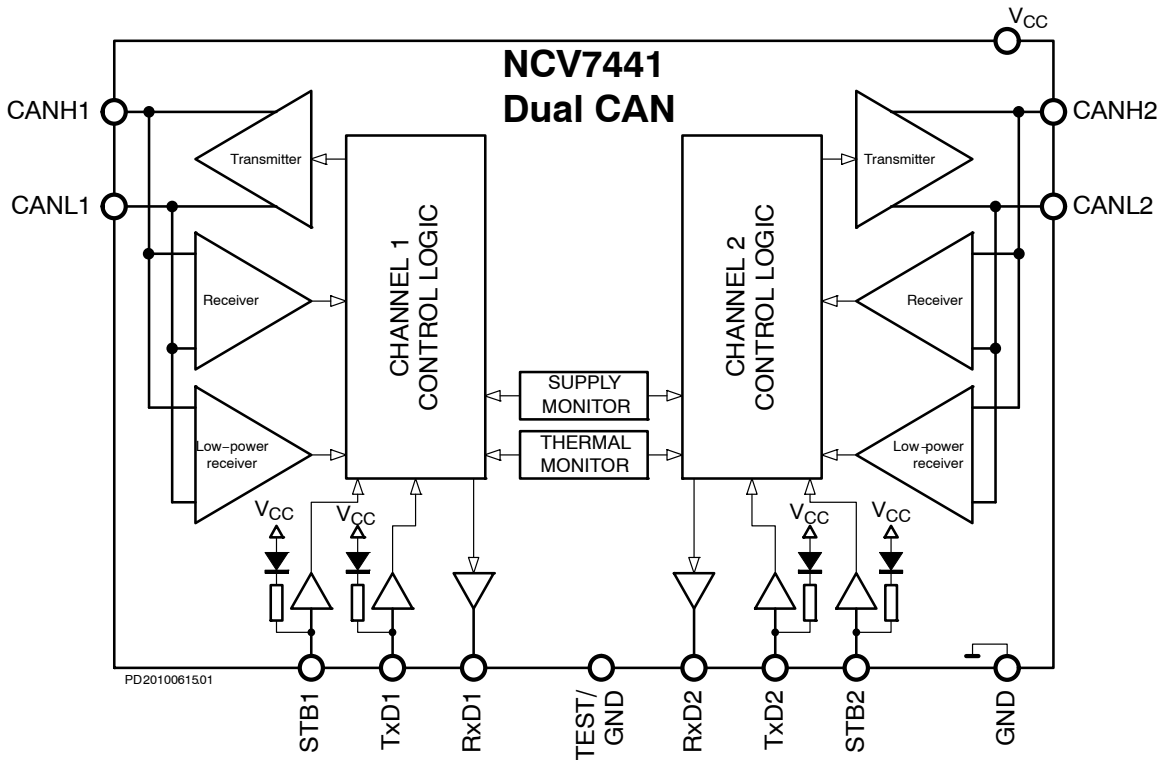 VCC
NCV7441
Dual CAN
CANH1
CANH2
Transmitter
Transmitter
CANL1
CANL2
CHANNEL 1
CONTROL LOGIC
CHANNEL 2
CONTROL LOGIC
Receiver
Receiver
SUPPLY
MONITOR
THERMAL
MONITOR
Low-power
receiver
Low-power
receiver
VCC
VCC
VCC
VCC
PD20100615.01
STB1
TxD1
RxD1
TEST/
GND
RxD2
TxD2
STB2
GND